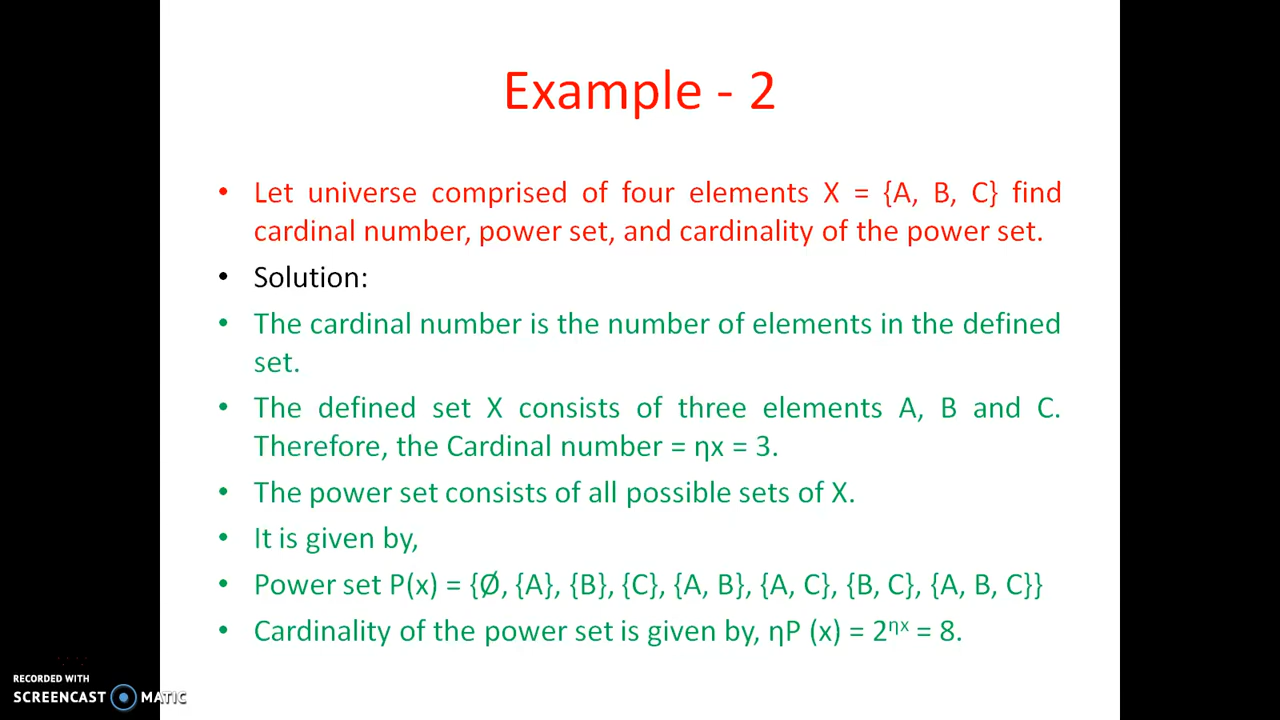 Example - 2
• Let universe comprised of four elements X = {A, B, C} find
cardinal number, power set, and cardinality of the power set.
• Solution:
• The cardinal number is the number of elements in the defined
set.
• The defined set X consists of three elements A, B and C.
Therefore, the Cardinal number = ηx = 3.
• The power set consists of all possible sets of X.
• It is given by,
• Power set P(x) = {Ø, {A}, {B}, {C}, {A, B}, {A, C}, {B, C}, {A, B, C}}
• Cardinality of the power set is given by, ηP (x) = 2^ηx = 8.
RECORDED WITH
SCREENCAST MATIC